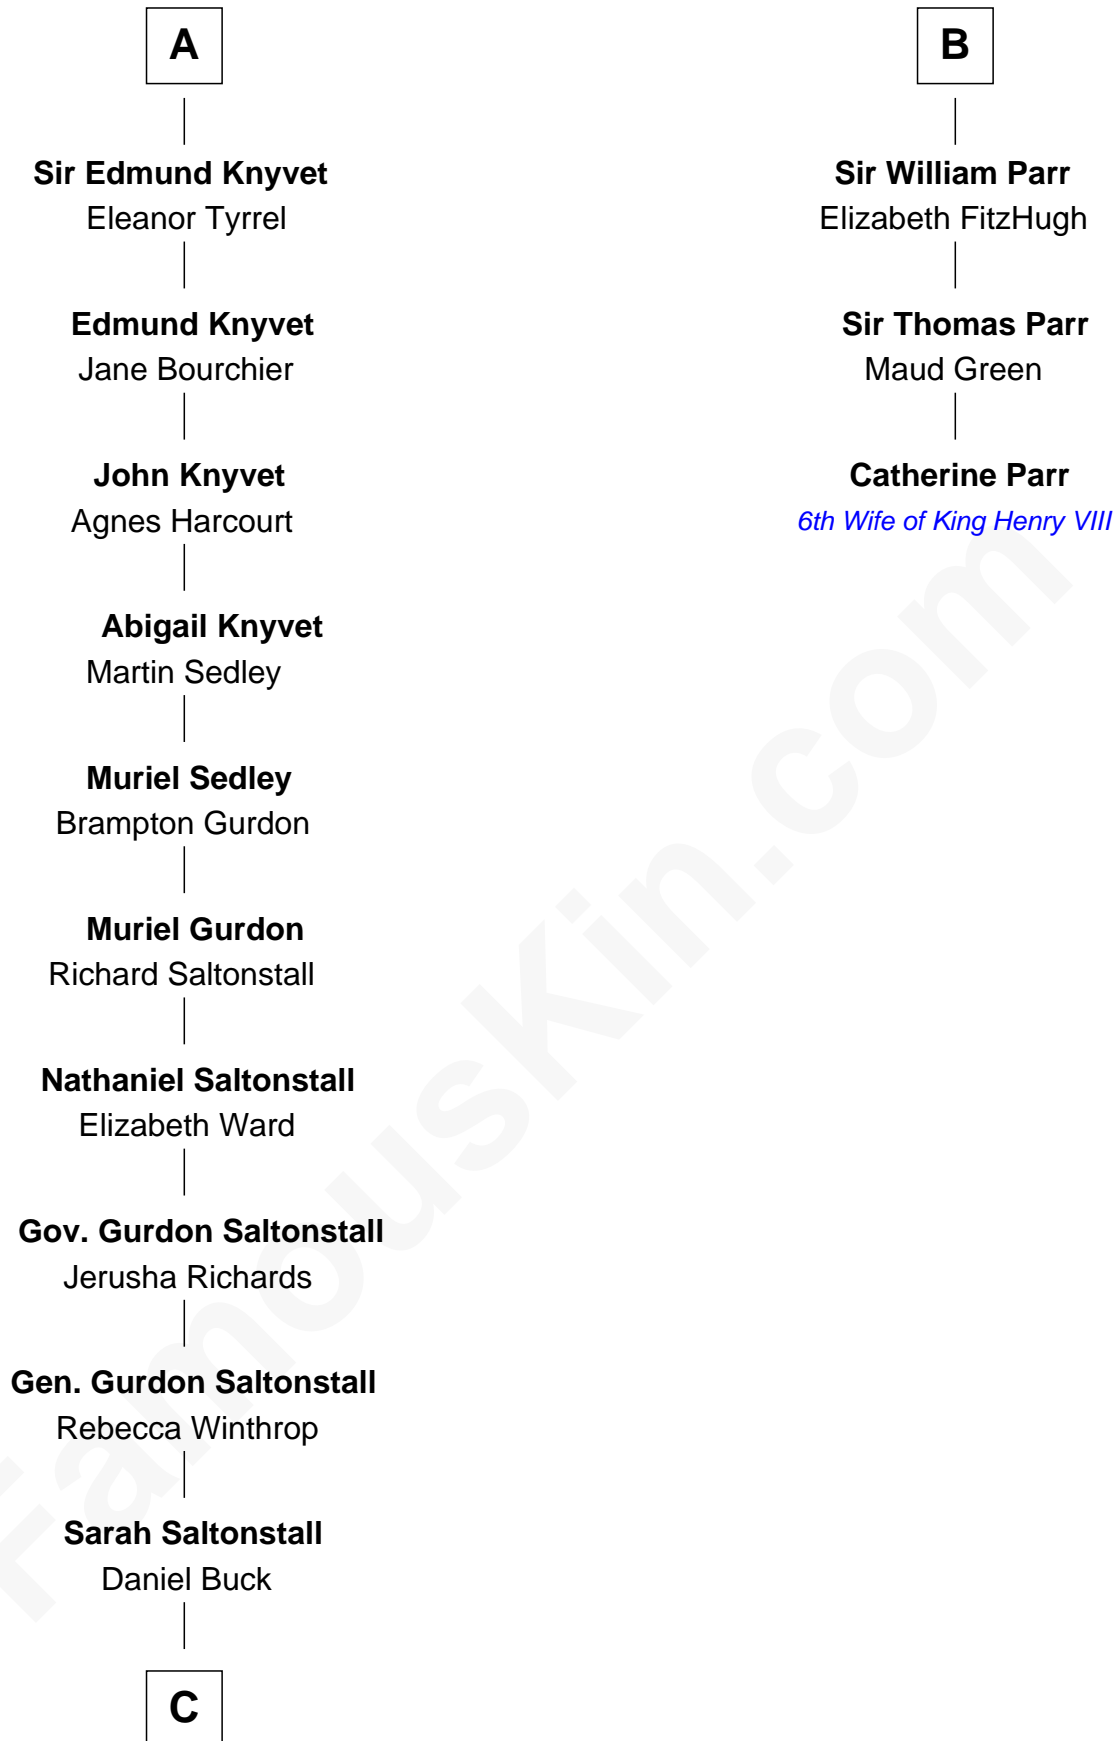 A
Sir Edmund Knyvet
Eleanor Tyrrel
Edmund Knyvet
Jane Bourchier
John Knyvet
Agnes Harcourt
Abigail Knyvet
Martin Sedley
Muriel Sedley
Brampton Gurdon
Muriel Gurdon
Richard Saltonstall
Nathaniel Saltonstall
Elizabeth Ward
Gov. Gurdon Saltonstall
Jerusha Richards
Gen. Gurdon Saltonstall
Rebecca Winthrop
Sarah Saltonstall
Daniel Buck
C
B
Sir William Parr
Elizabeth FitzHugh
Sir Thomas Parr
Maud Green
Catherine Parr
6th Wife of King Henry VIII
FamousKin.com